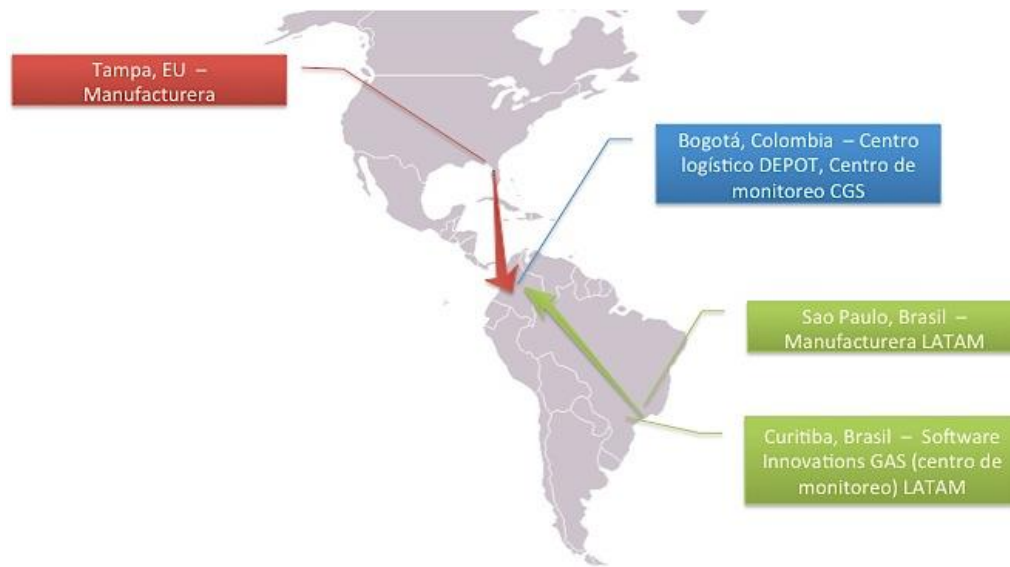 Tampa, EU –
Manufacturera
Bogotá, Colombia – Centro
logístico DEPOT, Centro de
monitoreo CGS
Sao Paulo, Brasil –
Manufacturera LATAM
Curitiba, Brasil – Software
Innovations GAS (centro de
monitoreo) LATAM